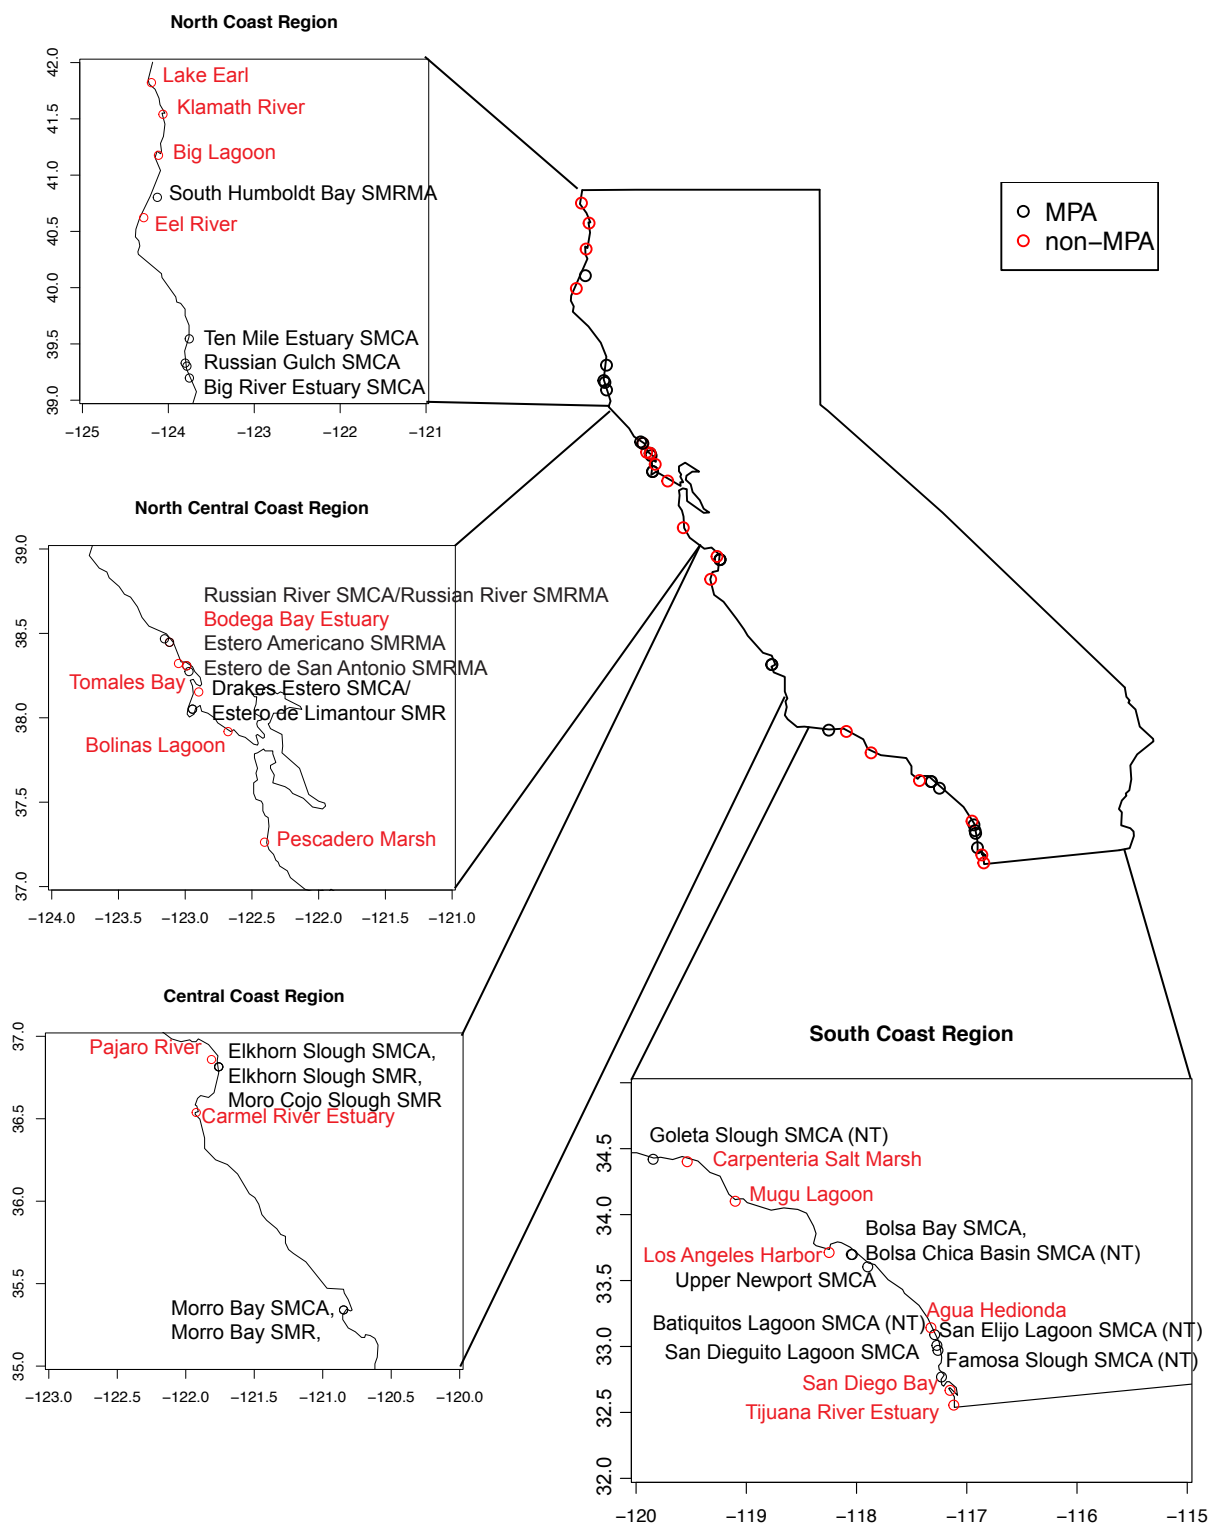 North Coast Region
42.0
41.5
41.0
40.5
40.0
39.5
39.0
Lake Earl
Klamath River
Big Lagoon
South Humboldt Bay SMRMA
Eel River
Ten Mile Estuary SMCA
Russian Gulch SMCA
Big River Estuary SMCA
−125 −124 −123 −122 −121
MPA
non−MPA
North Central Coast Region
39.0
38.5
38.0
37.5
37.0
Russian River SMCA/Russian River SMRMA
Bodega Bay Estuary
Estero Americano SMRMA
Estero de San Antonio SMRMA
Tomales Bay
Drakes Estero SMCA/
Estero de Limantour SMR
Bolinas Lagoon
Pescadero Marsh
−124.0 −123.5 −123.0 −122.5 −122.0 −121.5 −121.0
Central Coast Region
37.0
36.5
36.0
35.5
35.0
Pajaro River
Elkhorn Slough SMCA,
Elkhorn Slough SMR,
Moro Cojo Slough SMR
Carmel River Estuary
Morro Bay SMCA,
Morro Bay SMR,
−123.0 −122.5 −122.0 −121.5 −121.0 −120.5 −120.0
South Coast Region
34.5
34.0
33.5
33.0
32.5
32.0
Goleta Slough SMCA (NT)
Carpenteria Salt Marsh
Mugu Lagoon
Bolsa Bay SMCA,
Los Angeles Harbor
Bolsa Chica Basin SMCA (NT)
Upper Newport SMCA
Agua Hedionda
Batiquitos Lagoon SMCA (NT)
San Elijo Lagoon SMCA (NT)
San Dieguito Lagoon SMCA
Famosa Slough SMCA (NT)
San Diego Bay
Tijuana River Estuary
−120 −119 −118 −117 −116 −115